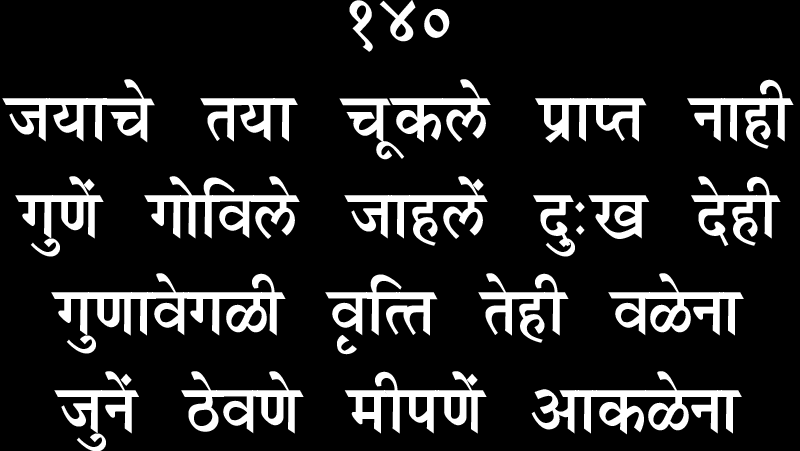 १४०
जयाचे तया चूकले प्राप्त नाही
गुणें गोविले जाहलें दुःख देही
गुणावेगळी वृत्ति तेही वळेना
जुनें ठेवणे मीपणें आकळेना